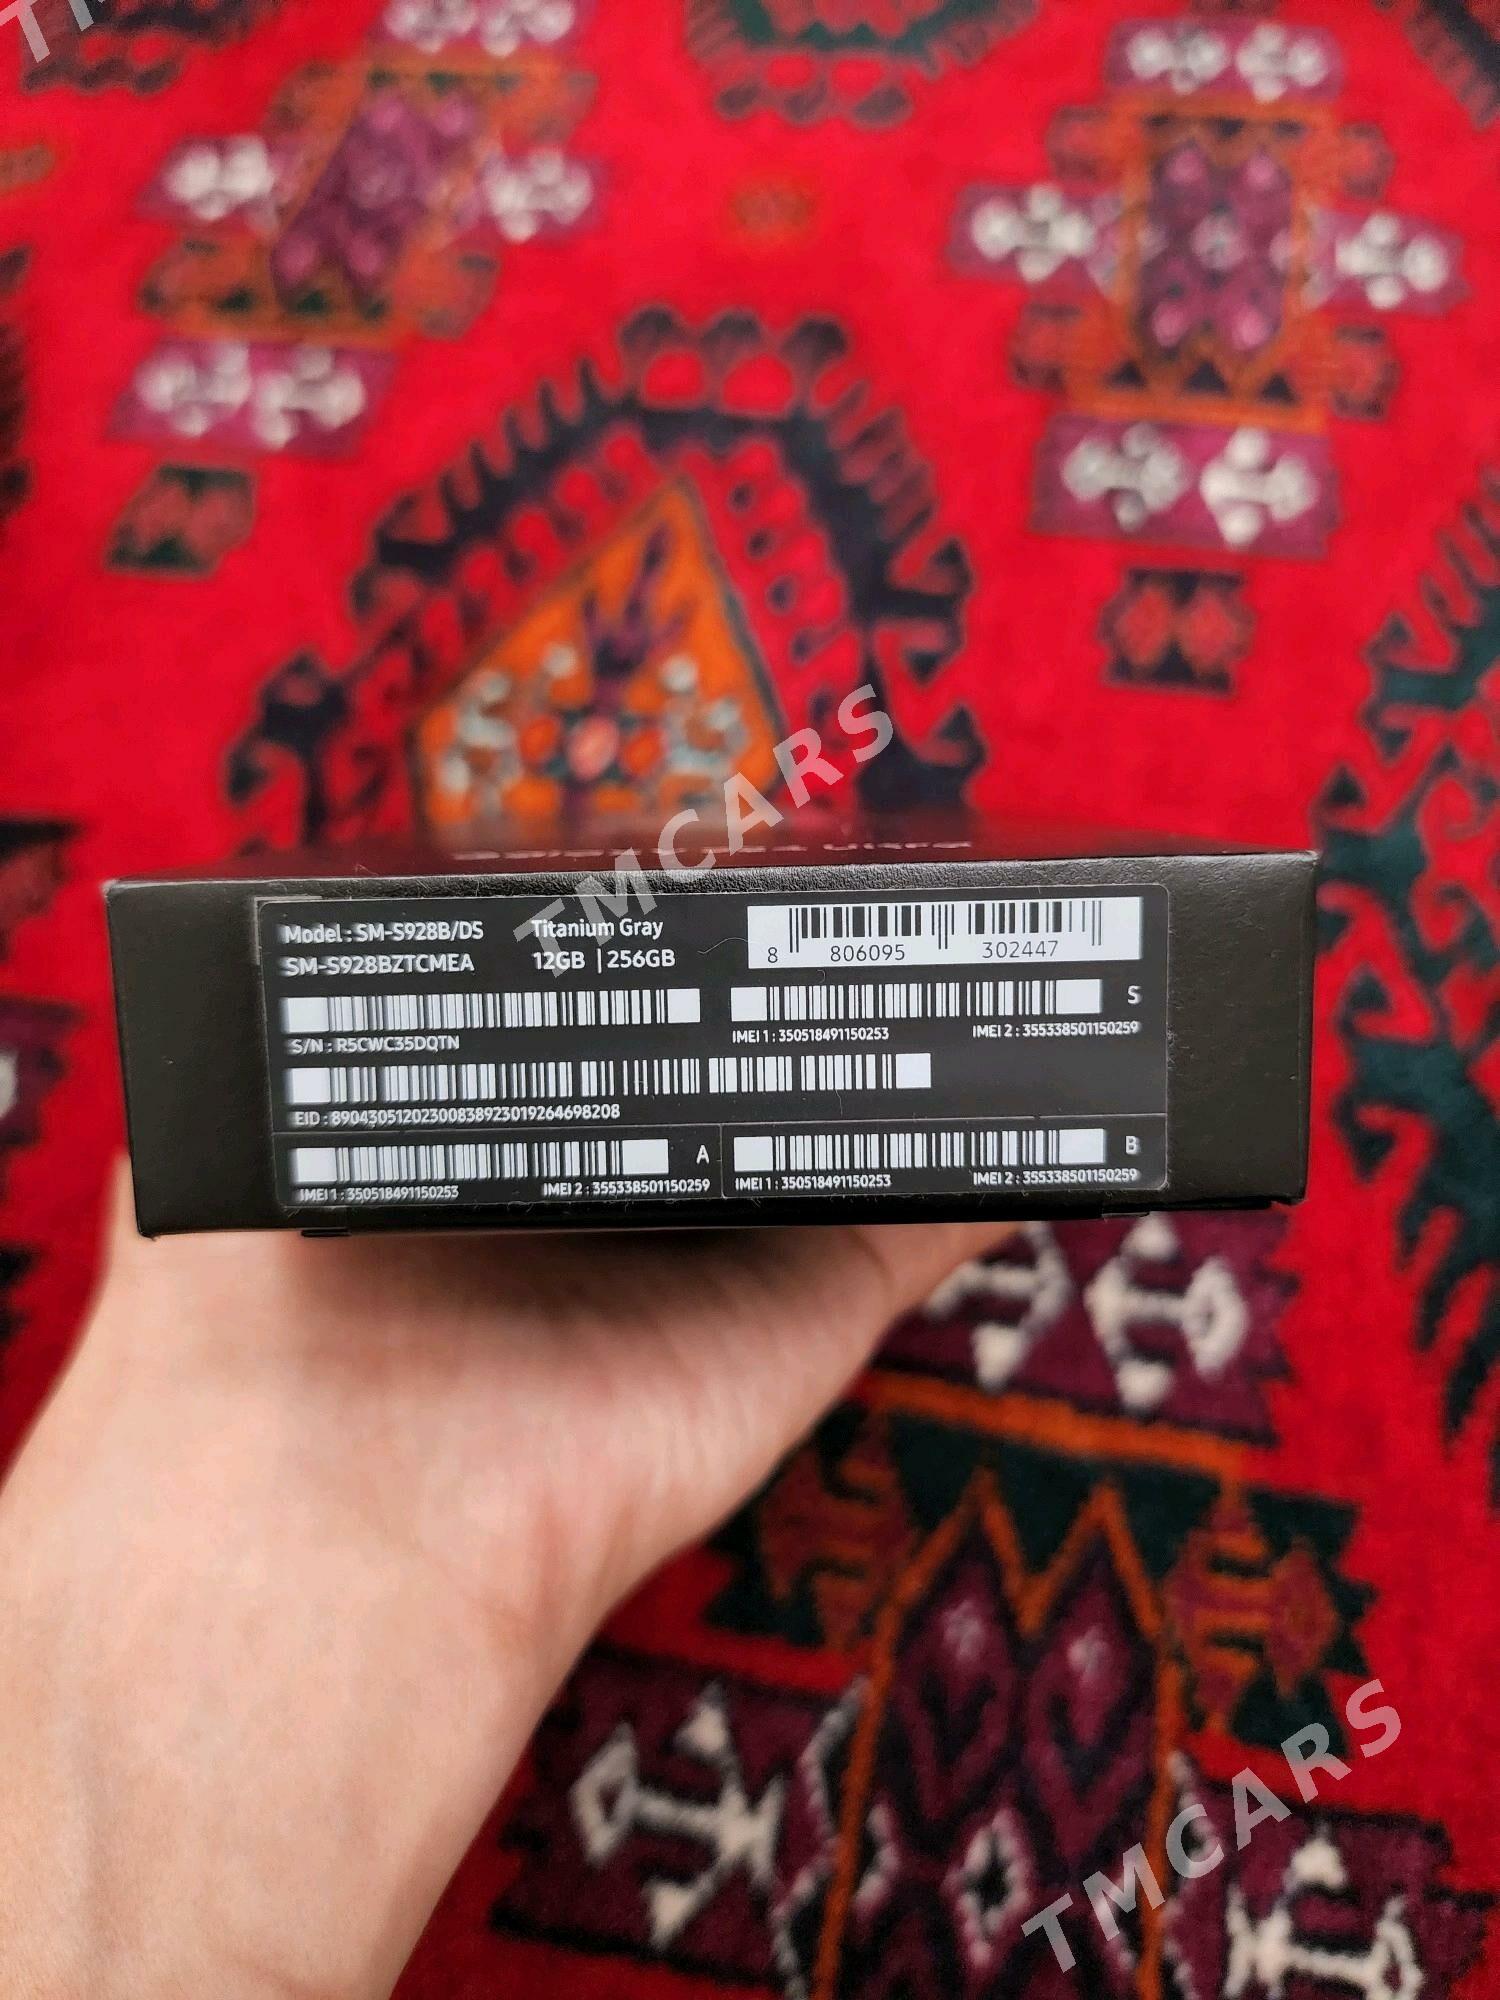 Model : SM-S928B/DS
SM-S928BZTCMEA
Titanium Gray
12GB | 256GB
8 806095 302447
S/N : R5CWC35DQTN
IMEI 1 : 350518491150253
IMEI 2 : 355338501150259
S
EID : 89043051202300838923019264698208
A
IMEI 1 : 350518491150253
IMEI 2 : 355338501150259
B
IMEI 1 : 350518491150253
IMEI 2 : 355338501150259
TMCARS
TMCARS